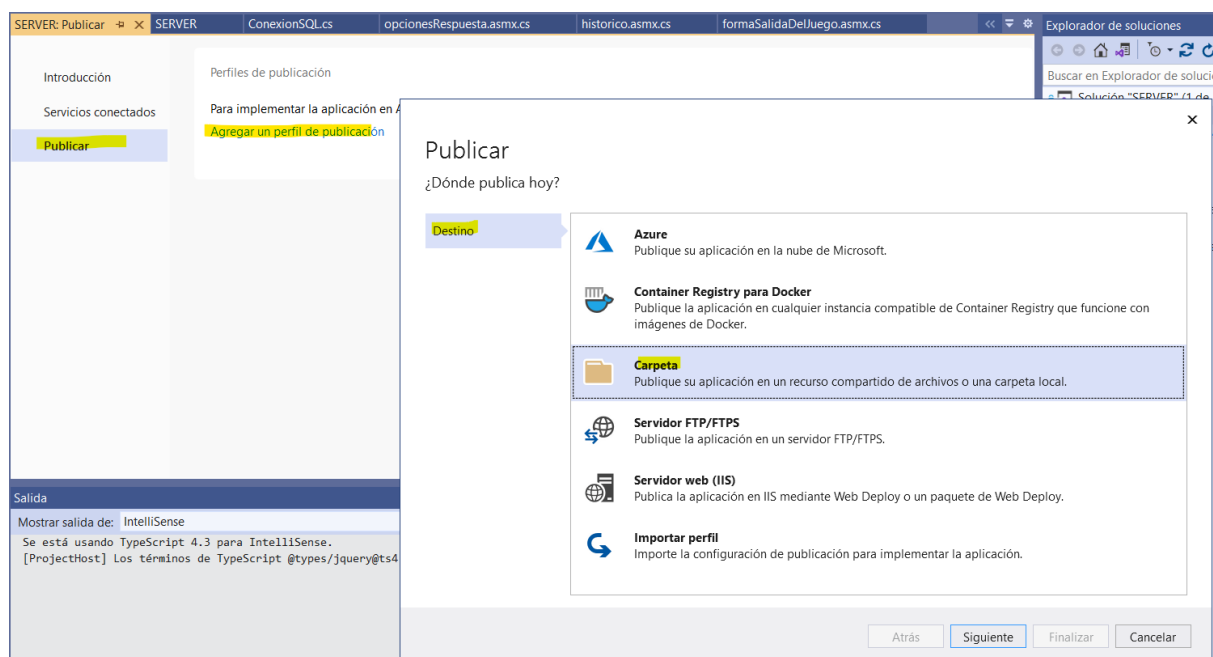 SERVER: Publicar SERVER ConexionSQL.cs opcionesRespuesta.asmx.cs historico.asmx.cs formaSalidaDelJuego.asmx.cs
Explorador de soluciones
Buscar en Explorador de soluci
Solución "SERVER" (1 de
Introducción
Servicios conectados
Publicar
Perfiles de publicación
Para implementar la aplicación en A
Agregar un perfil de publicación
Publicar
¿Dónde publica hoy?
Destino
Azure
Publique su aplicación en la nube de Microsoft.
Container Registry para Docker
Publique la aplicación en cualquier instancia compatible de Container Registry que funcione con
imágenes de Docker.
Carpeta
Publique su aplicación en un recurso compartido de archivos o una carpeta local.
Servidor FTP/FTPS
Publique la aplicación en un servidor FTP/FTPS.
Servidor web (IIS)
Publica la aplicación en IIS mediante Web Deploy o un paquete de Web Deploy.
Importar perfil
Importe la configuración de publicación para implementar la aplicación.
Atrás Siguiente Finalizar Cancelar
Salida
Mostrar salida de: IntelliSense
Se está usando TypeScript 4.3 para IntelliSense.
[ProjectHost] Los términos de TypeScript @types/jquery@ts4